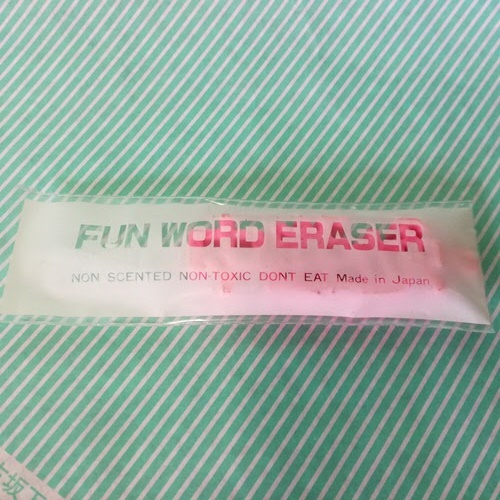 FUN WORD ERASER
NON SCENTED NON-TOXIC DONT EAT Made in Japan